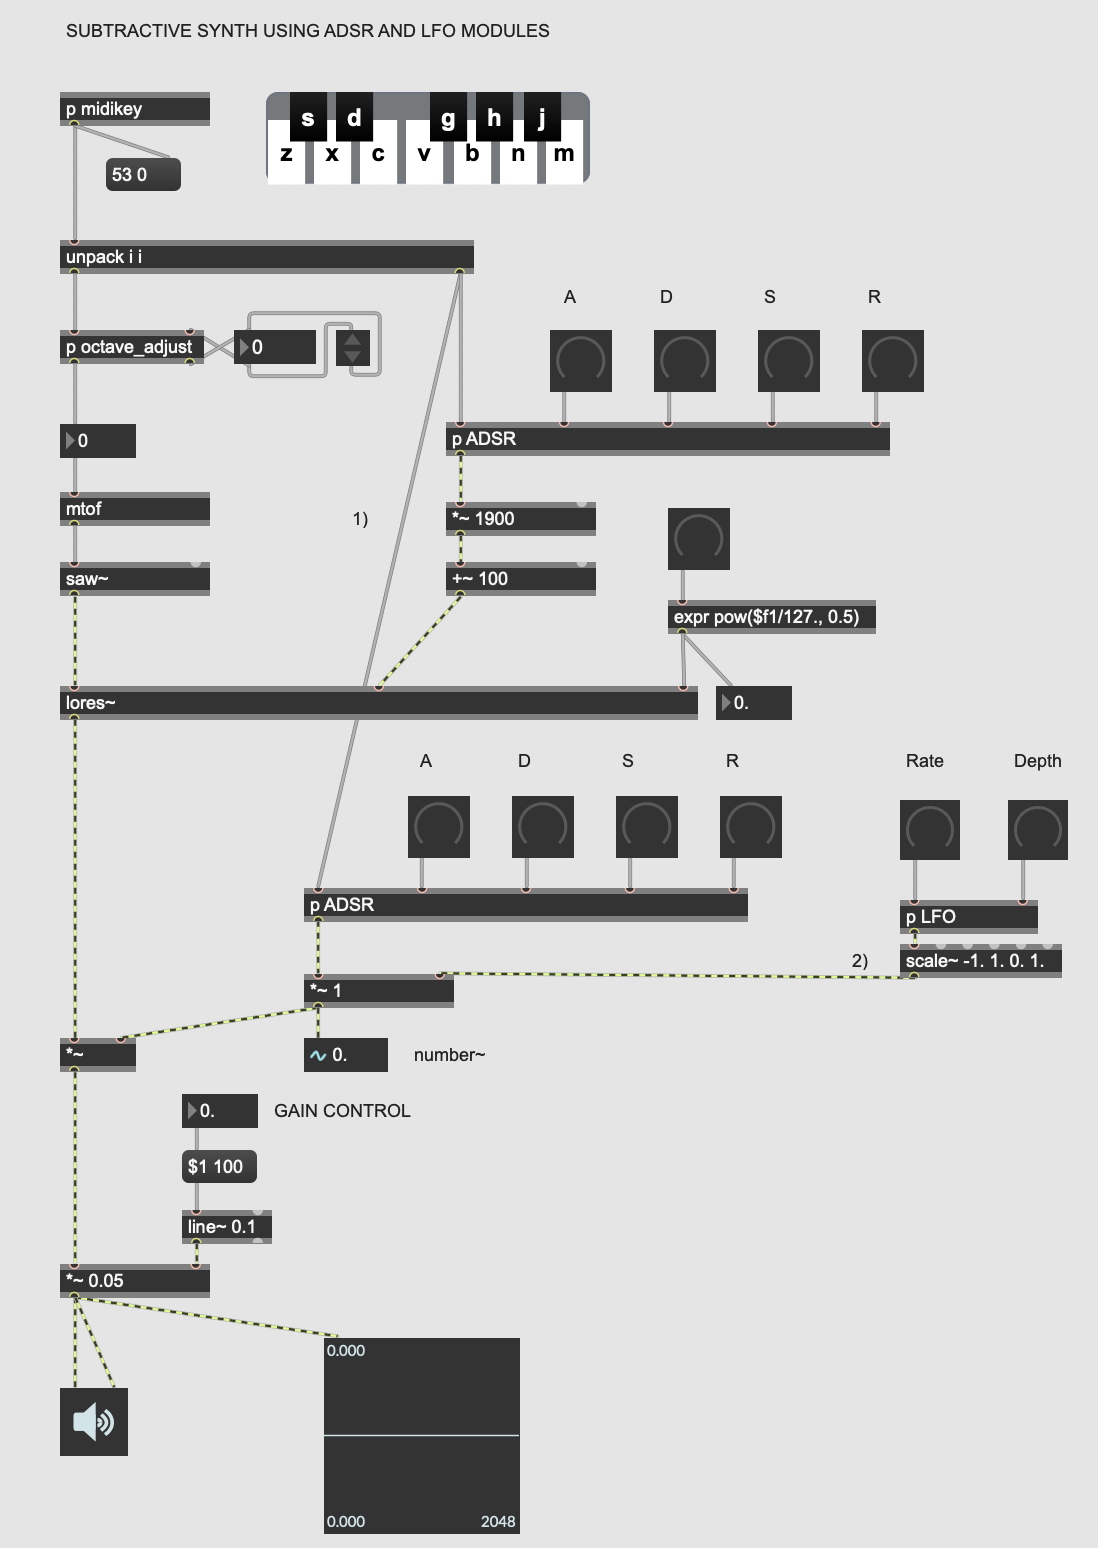 SUBTRACTIVE SYNTH USING ADSR AND LFO MODULES
p midikey
53 0
s d g h j
z x c v b n m
unpack i i
A D S R
p octave_adjust
0
0
p ADSR
mtof
1)
*~ 1900
saw~
+~ 100
expr pow($f1/127., 0.5)
lores~
0.
A D S R
Rate Depth
p ADSR
p LFO
2)
scale~ -1. 1. 0. 1.
*~ 1
*~
0.
number~
0.
GAIN CONTROL
$1 100
line~ 0.1
*~ 0.05
0.000
0.000 2048